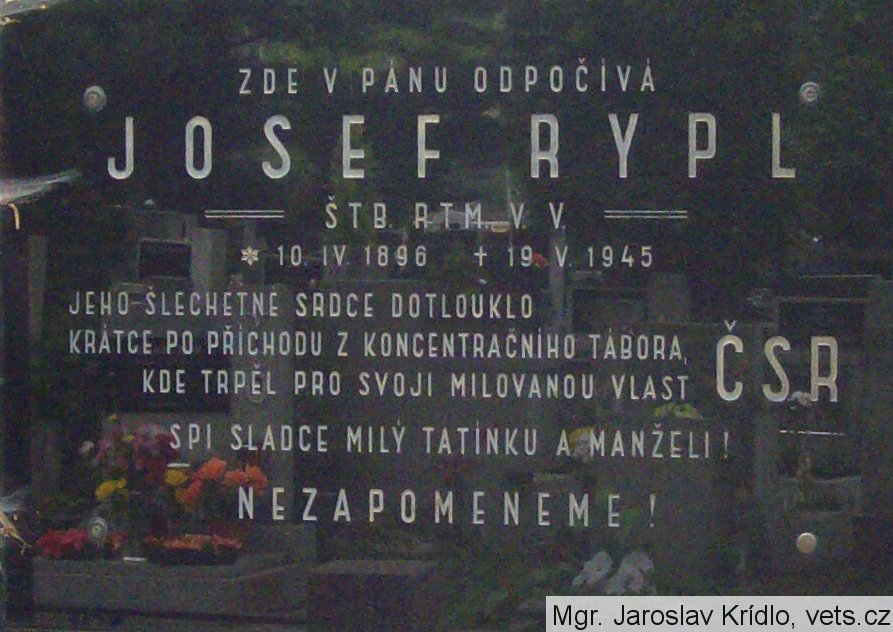 ZDE V PÁNU ODPOČÍVÁ
JOSEF RYPL
ŠTB. RTM. V. V.
* 10. IV. 1896 + 19. V. 1945
JEHO ŠLECHETNÉ SRDCE DOTLOUKLO
KRÁTCE PO PŘÍCHODU Z KONCENTRAČNÍHO TÁBORA,
KDE TRPĚL PRO SVOJI MILOVANOU VLAST ČSR
SPI SLADCE MILÝ TATÍNKU A MANŽELI!
NEZAPOMENEME!
Mgr. Jaroslav Krídlo, vets.cz